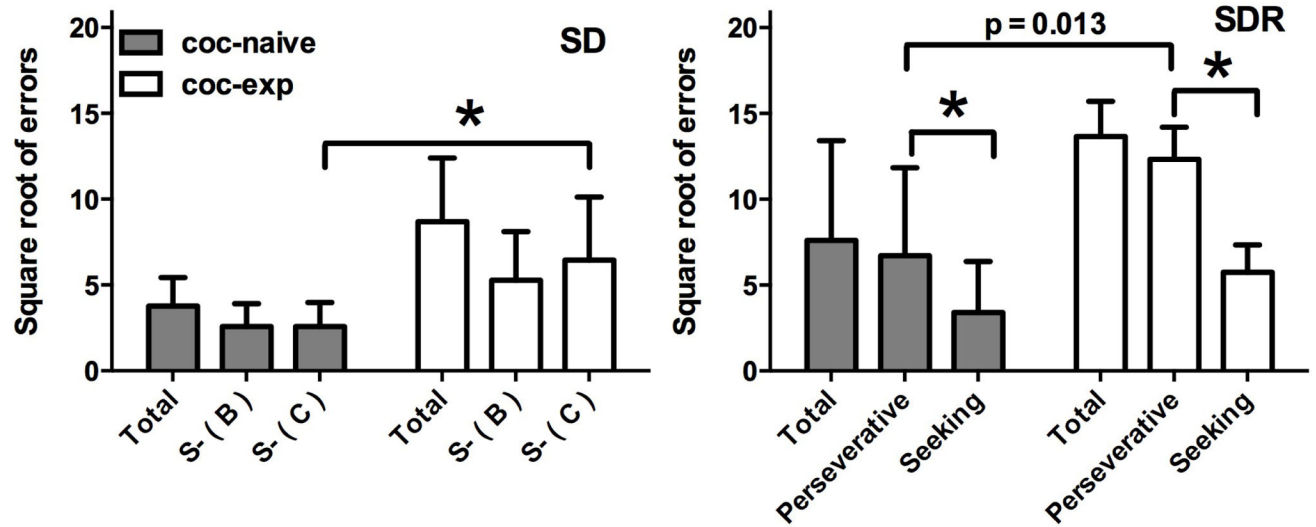 Square root of errors
20
15
10
5
0
coc-naive
coc-exp
SD
*
Total
S- ( B )
S- ( C )
Total
S- ( B )
S- ( C )
Square root of errors
20
15
10
5
0
SDR
p = 0.013
*
*
Total
Perseverative
Seeking
Total
Perseverative
Seeking